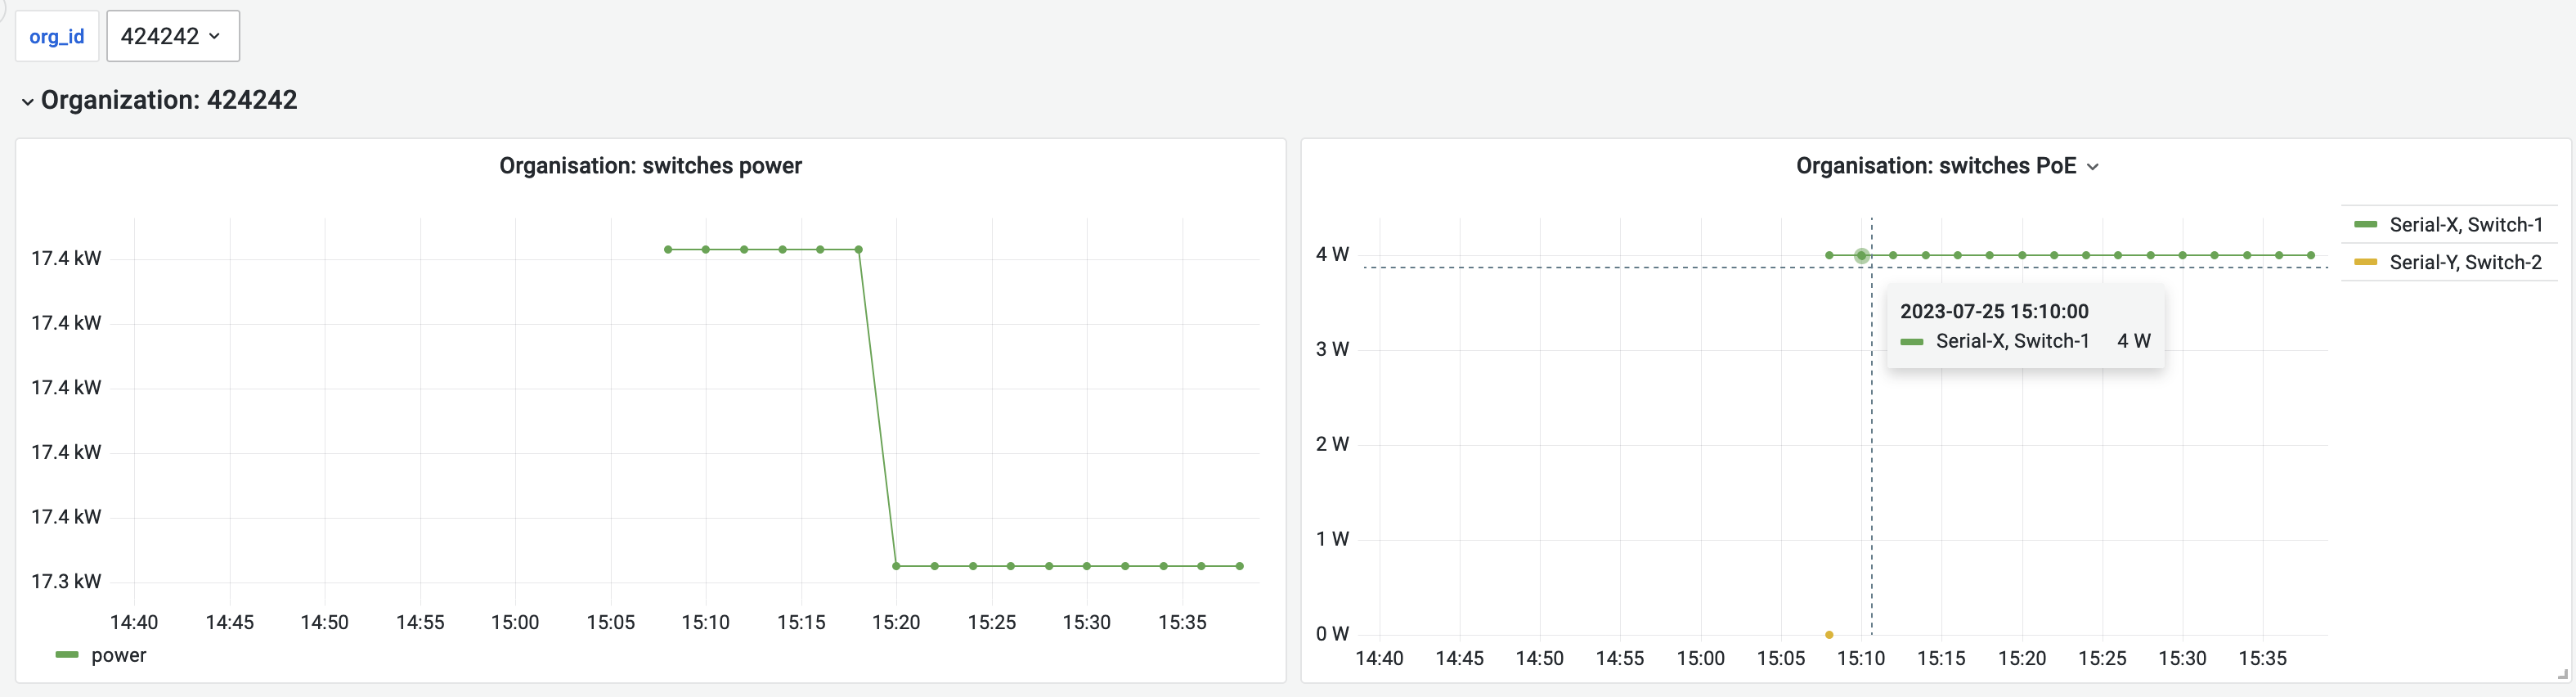 org_id 424242
Organization: 424242
Organisation: switches power
17.4 kW
17.4 kW
17.4 kW
17.4 kW
17.4 kW
17.3 kW
14:40 14:45 14:50 14:55 15:00 15:05 15:10 15:15 15:20 15:25 15:30 15:35
power
Organisation: switches PoE
4 W
3 W
2 W
1 W
0 W
14:40 14:45 14:50 14:55 15:00 15:05 15:10 15:15 15:20 15:25 15:30 15:35
2023-07-25 15:10:00
Serial-X, Switch-1 4 W
Serial-X, Switch-1
Serial-Y, Switch-2